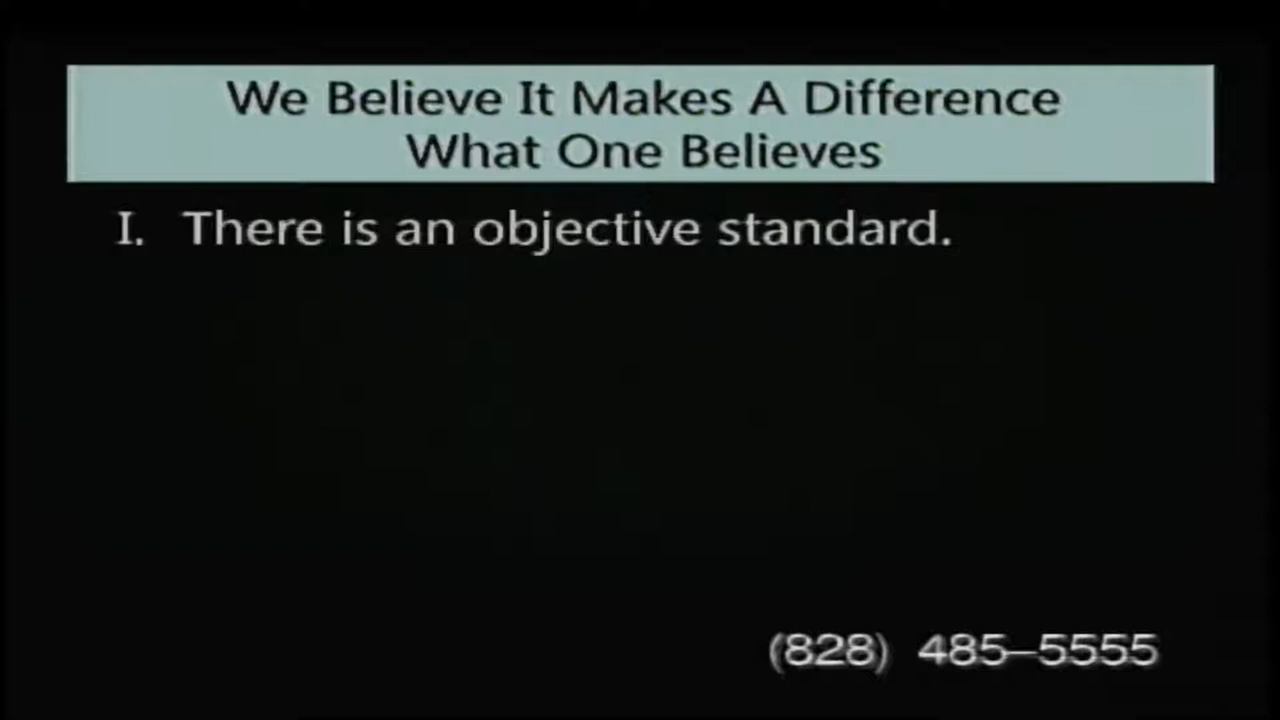 We Believe It Makes A Difference
What One Believes
I. There is an objective standard.
(828) 485–5555